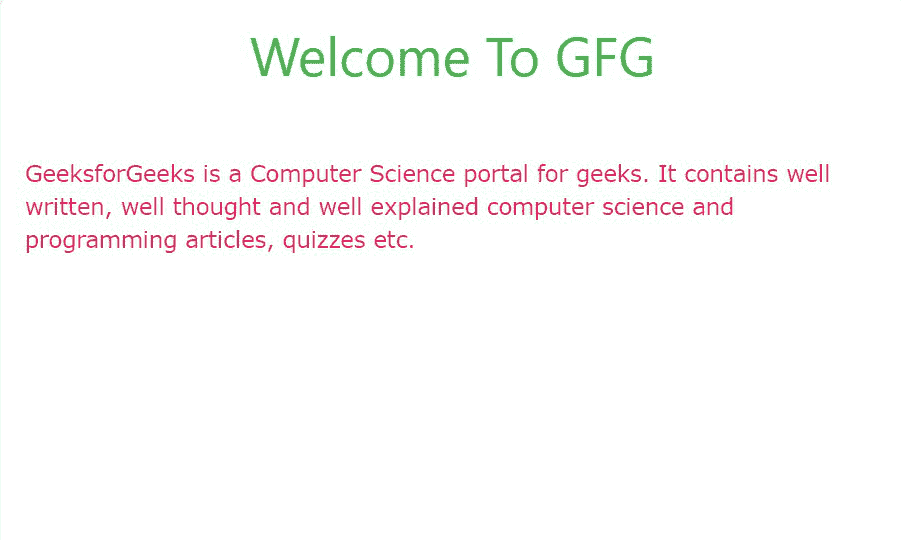 Welcome To GFG
GeeksforGeeks is a Computer Science portal for geeks. It contains well
written, well thought and well explained computer science and
programming articles, quizzes etc.